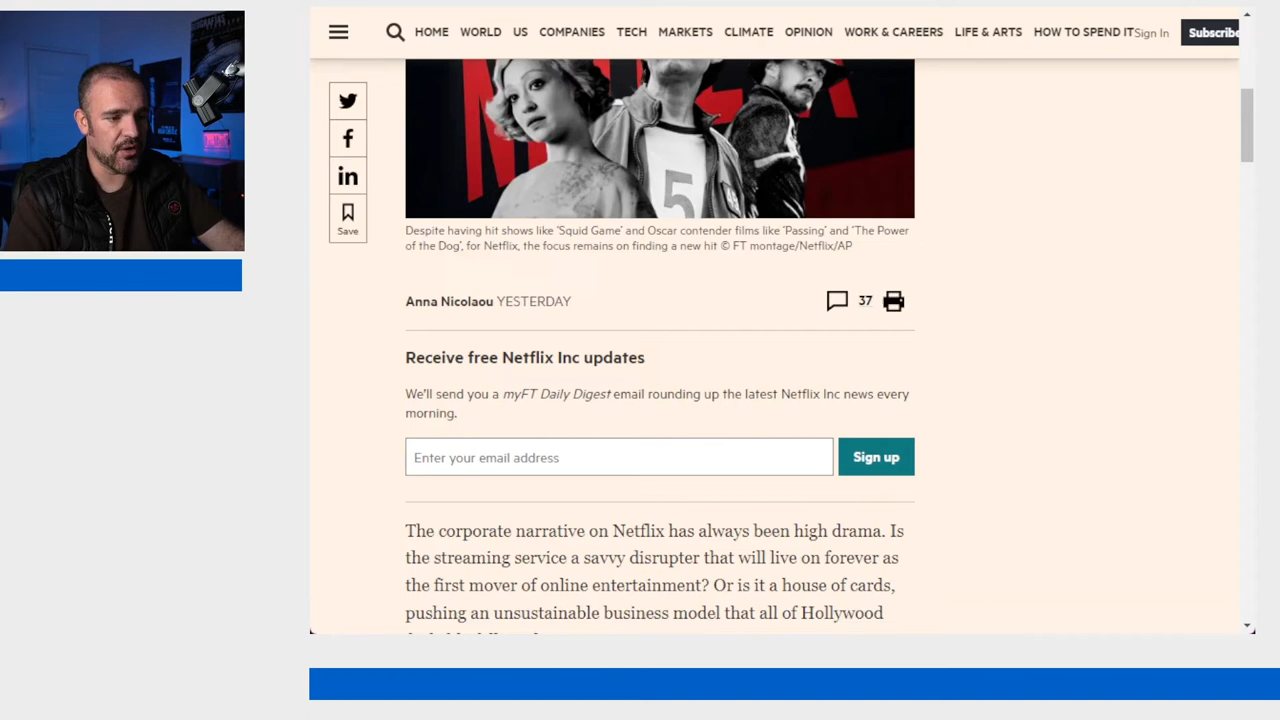 HOME WORLD US COMPANIES TECH MARKETS CLIMATE OPINION WORK & CAREERS LIFE & ARTS HOW TO SPEND IT Sign In Subscribe
5
Save
Despite having hit shows like 'Squid Game' and Oscar contender films like 'Passing' and 'The Power
of the Dog', for Netflix, the focus remains on finding a new hit © FT montage/Netflix/AP
Anna Nicolaou YESTERDAY 37
Receive free Netflix Inc updates
We'll send you a myFT Daily Digest email rounding up the latest Netflix Inc news every
morning.
Enter your email address Sign up
The corporate narrative on Netflix has always been high drama. Is
the streaming service a savvy disrupter that will live on forever as
the first mover of online entertainment? Or is it a house of cards,
pushing an unsustainable business model that all of Hollywood